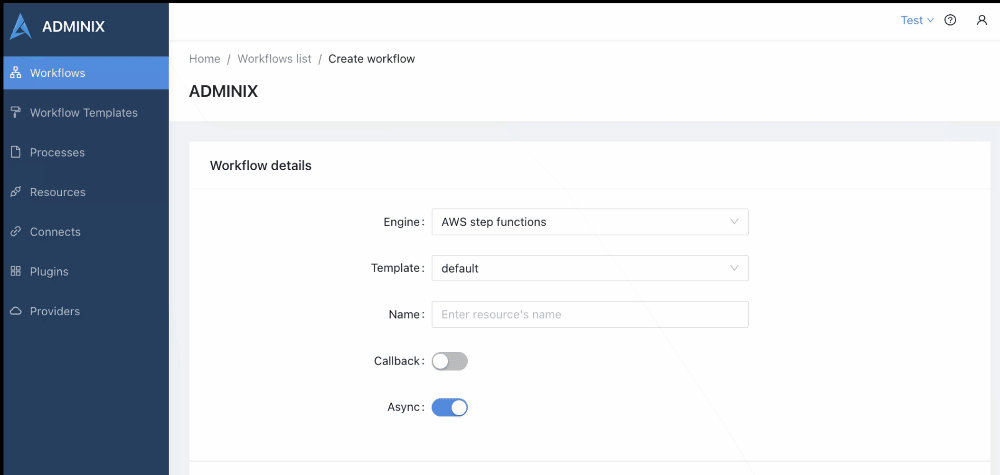 ADMINIX
Test
Workflows
Workflow Templates
Processes
Resources
Connects
Plugins
Providers
Home / Workflows list / Create workflow
ADMINIX
Workflow details
Engine: AWS step functions
Template: default
Name: Enter resource's name
Callback:
Async: